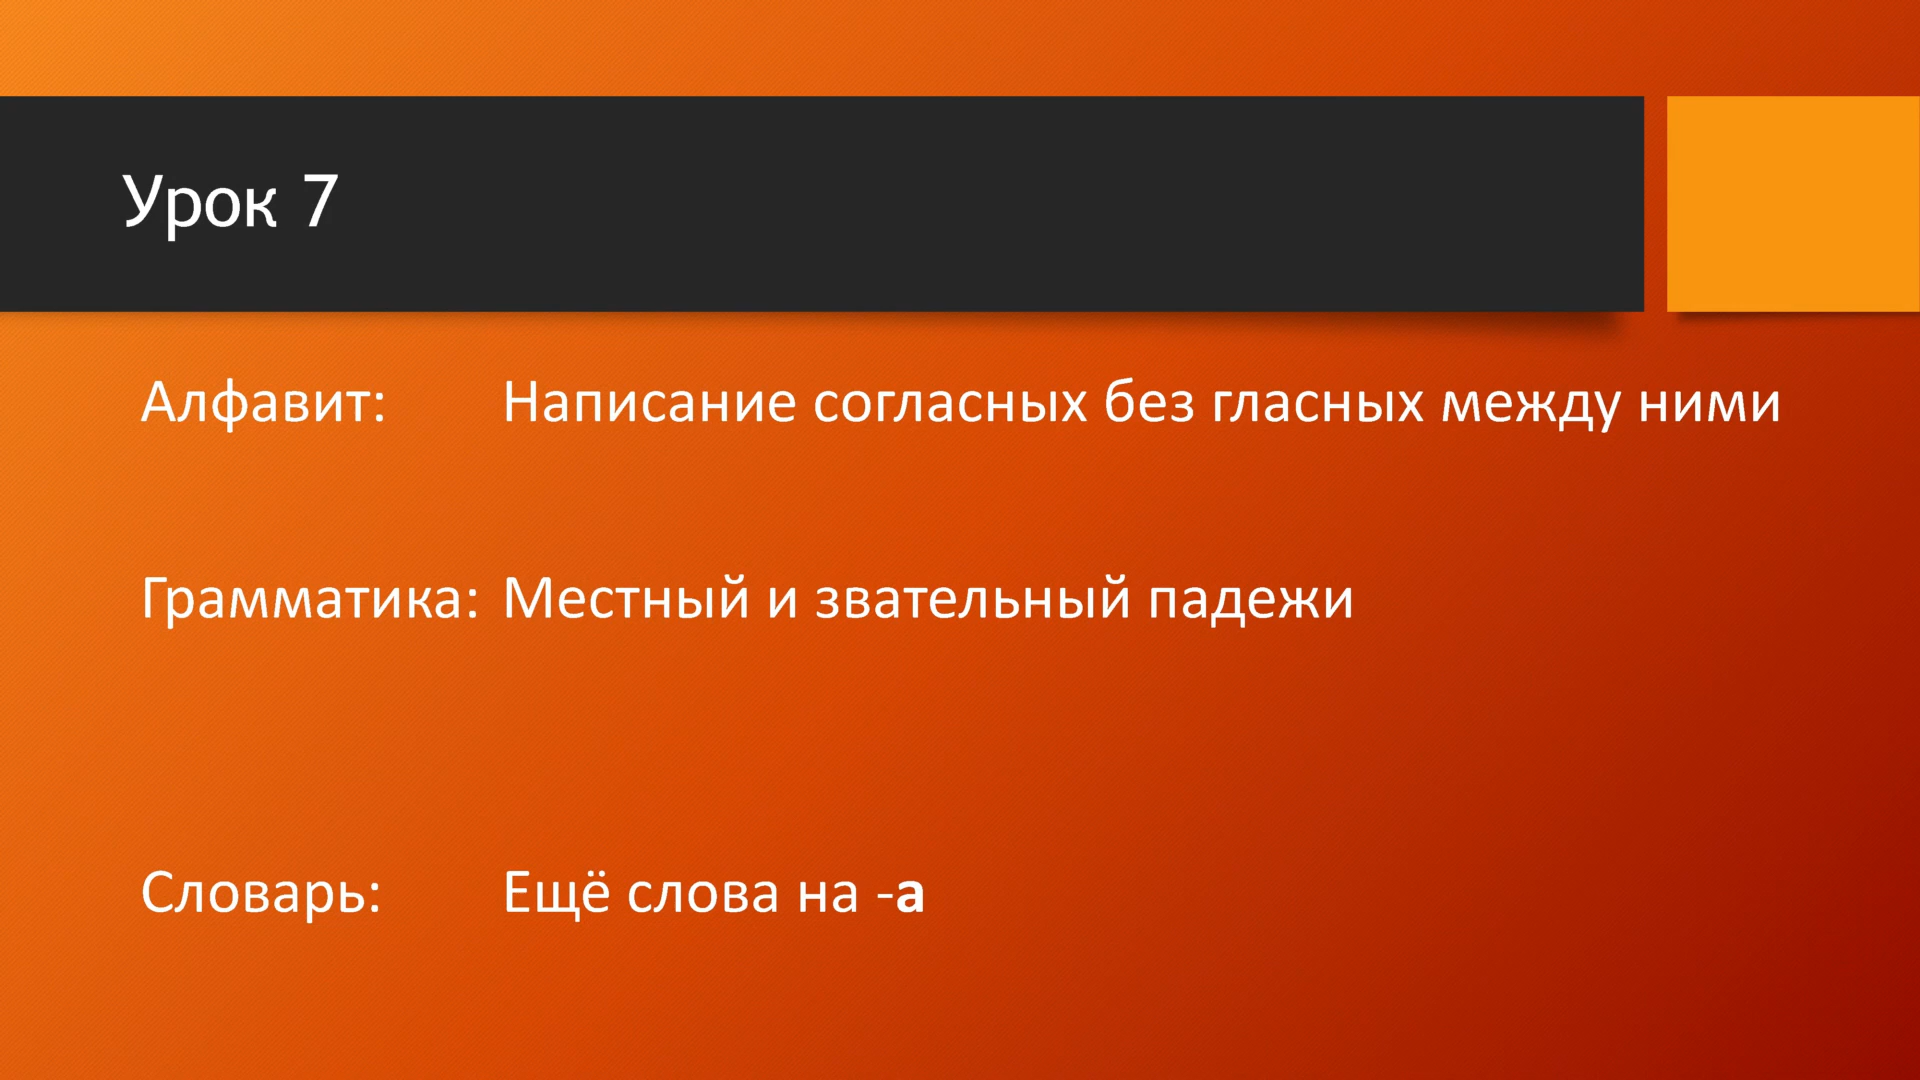 Урок 7
Алфавит: Написание согласных без гласных между ними
Грамматика: Местный и звательный падежи
Словарь: Ещё слова на -а